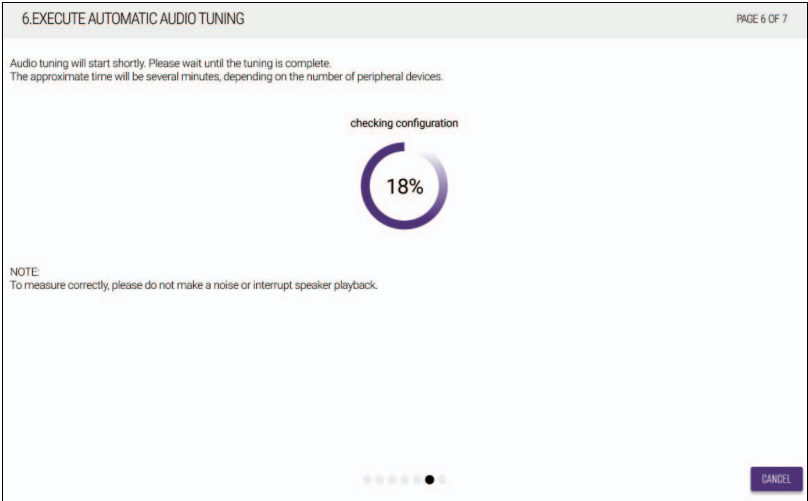 6.EXECUTE AUTOMATIC AUDIO TUNING
PAGE 6 OF 7
Audio tuning will start shortly. Please wait until the tuning is complete.
The approximate time will be several minutes, depending on the number of peripheral devices.
checking configuration
18%
NOTE:
To measure correctly, please do not make a noise or interrupt speaker playback.
CANCEL